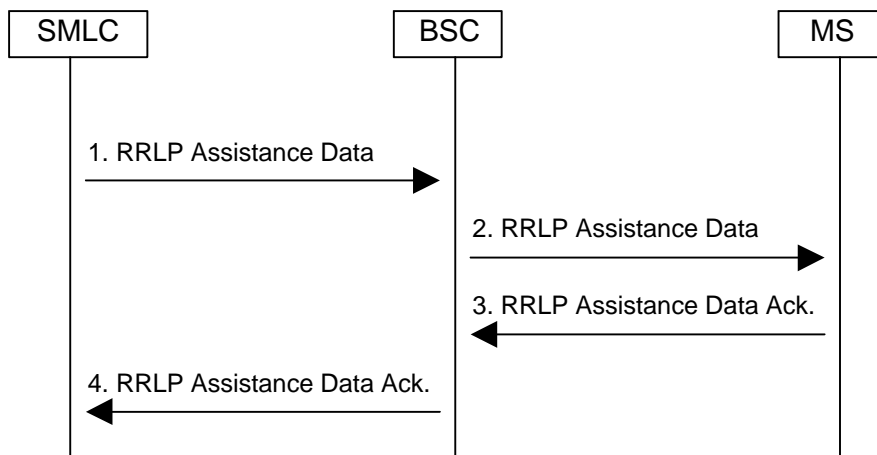 SMLC
BSC
MS
1. RRLP Assistance Data
2. RRLP Assistance Data
3. RRLP Assistance Data Ack.
4. RRLP Assistance Data Ack.